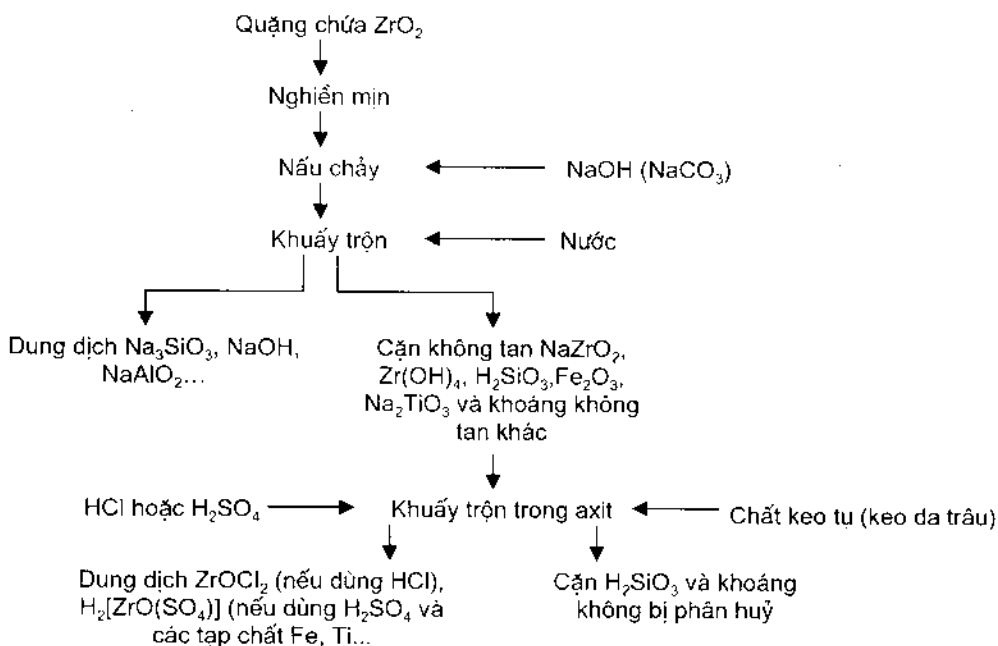 Quặng chứa ZrO₂
Nghiền mịn
Nấu chảy
NaOH (NaCO₃)
Khuấy trộn
Nước
Dung dịch Na₃SiO₃, NaOH,
NaAlO₂...
Cặn không tan NaZrO₂,
Zr(OH)₄, H₂SiO₃,Fe₂O₃,
Na₂TiO₃ và khoáng không
tan khác
HCl hoặc H₂SO₄
Khuấy trộn trong axit
Chất keo tụ (keo da trâu)
Dung dịch ZrOCl₂ (nếu dùng HCl),
H₂[ZrO(SO₄)] (nếu dùng H₂SO₄ và
các tạp chất Fe, Ti...
Cặn H₂SiO₃ và khoáng
không bị phân huỷ